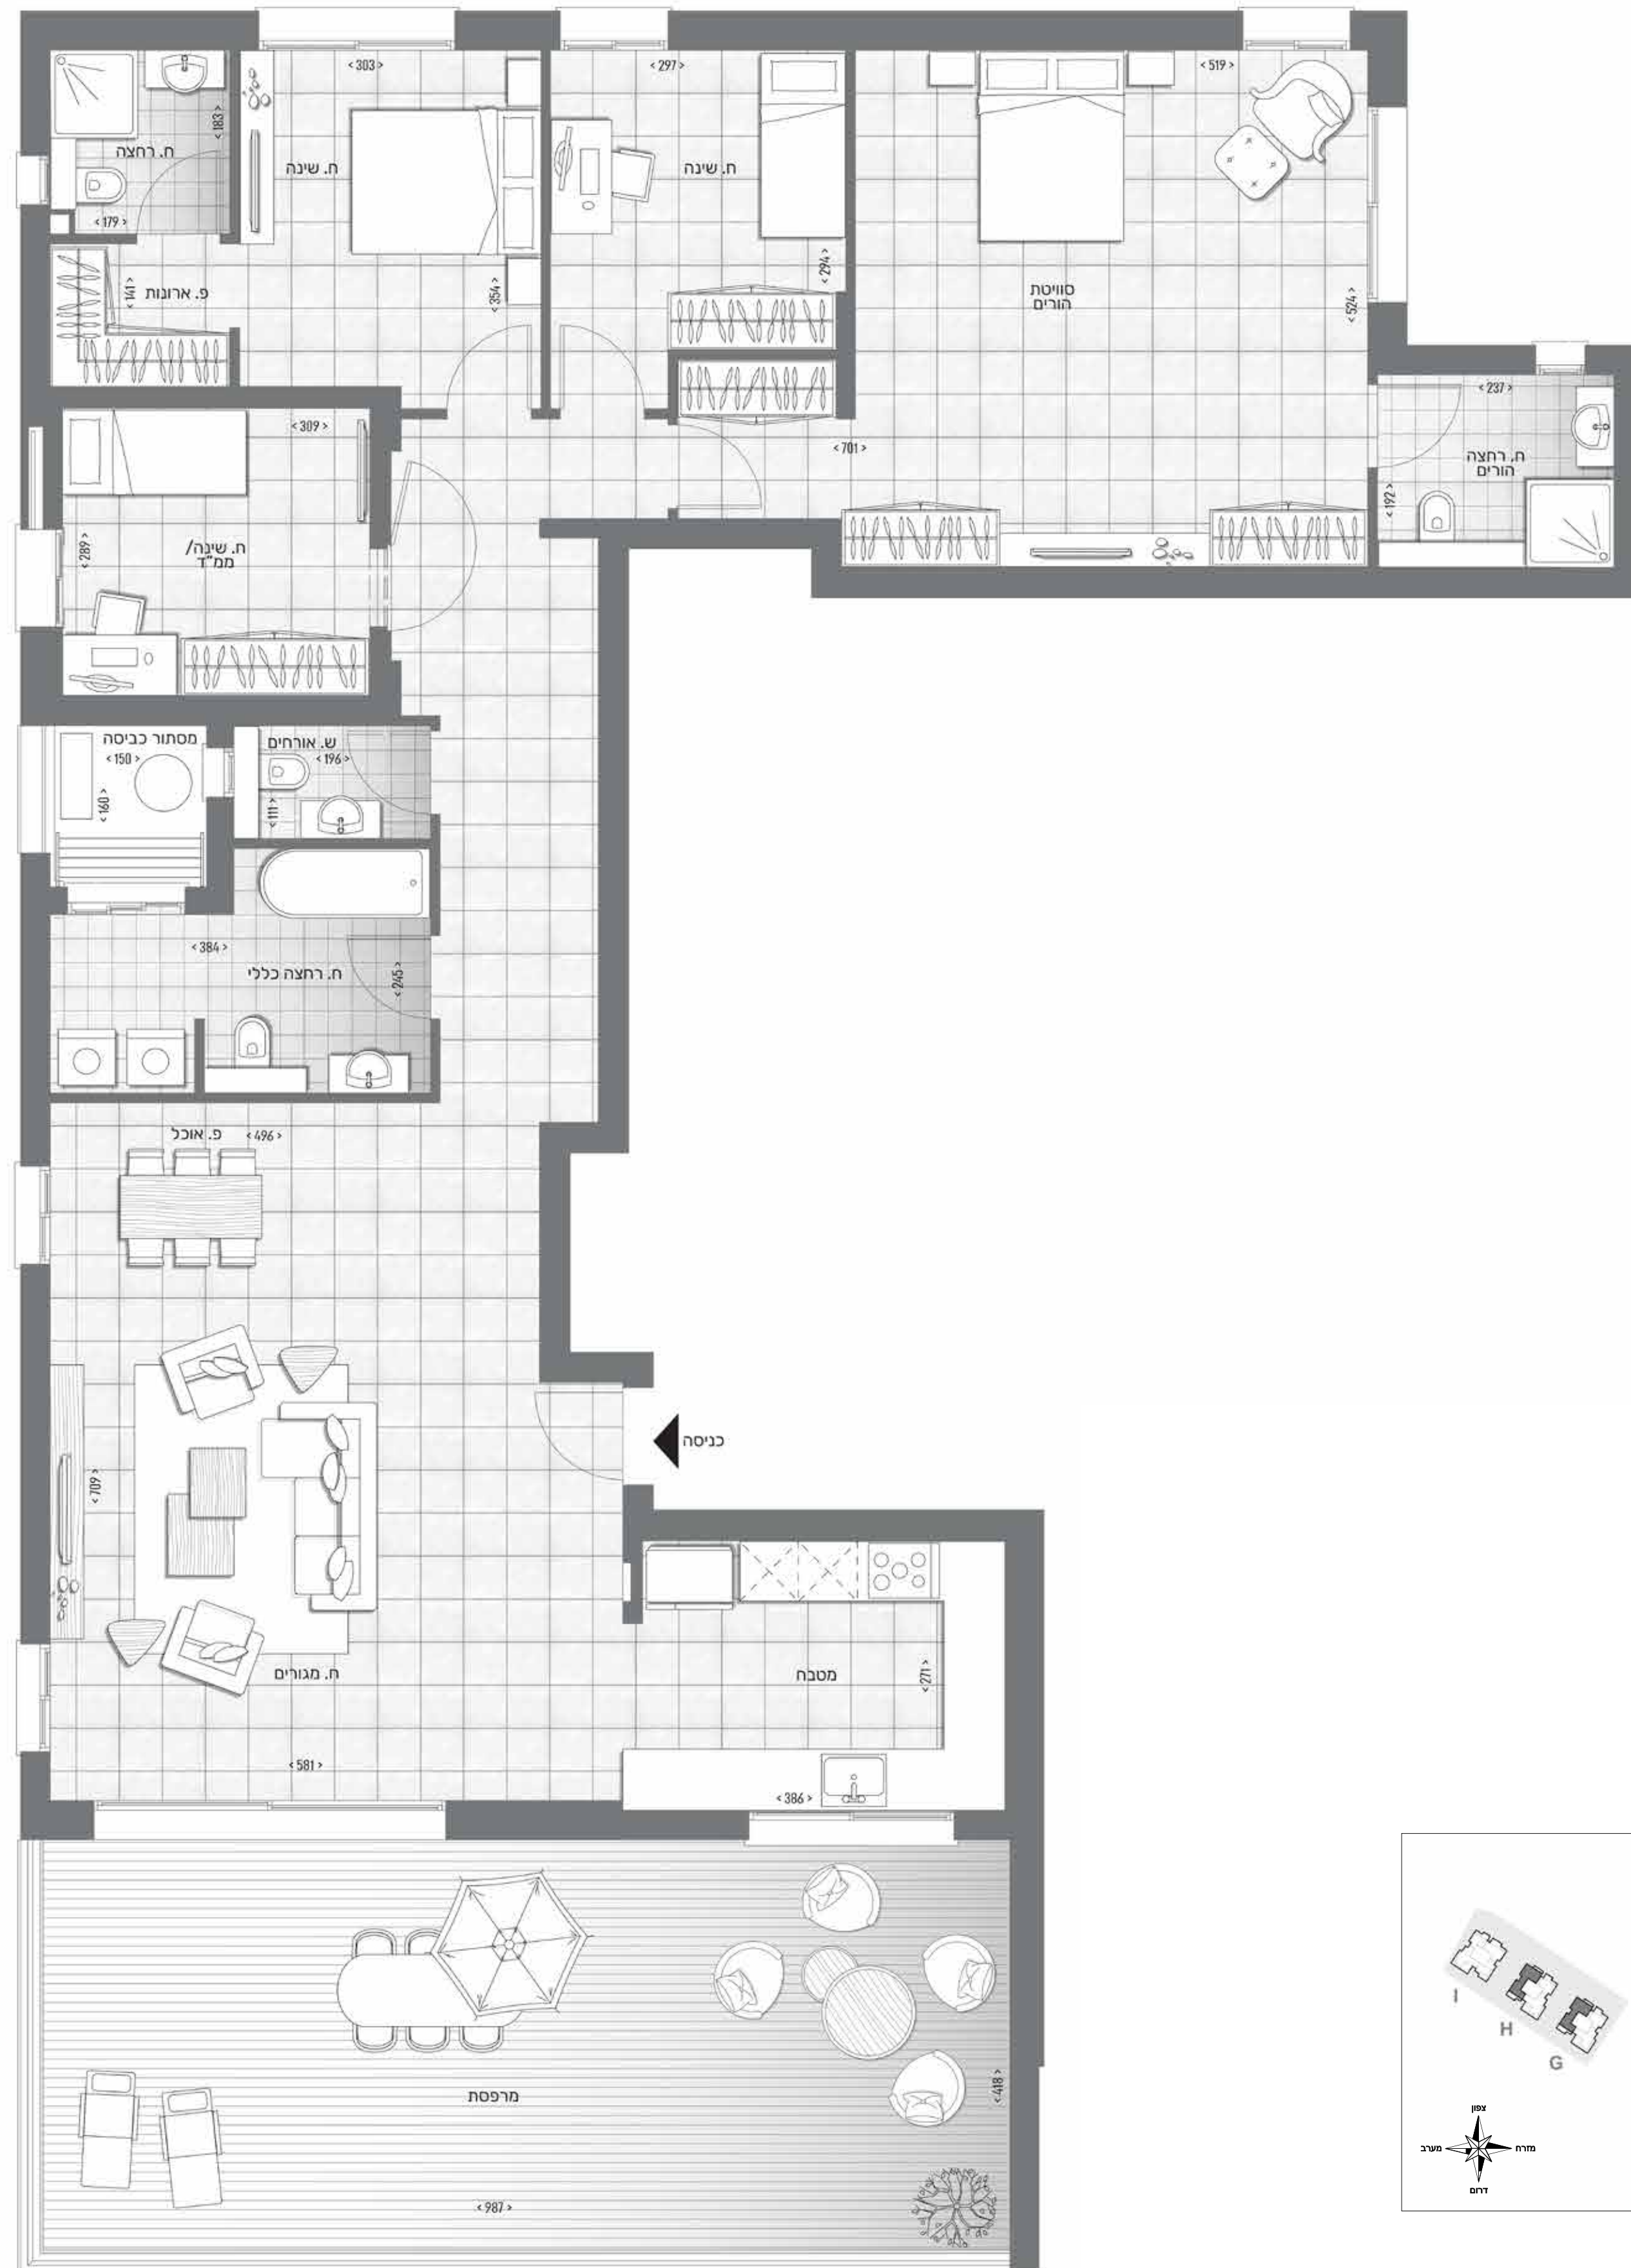 < 303 >
< 297 >
< 519 >
< 183 >
ח. רחצה
ח. שינה
ח. שינה
< 179 >
< 141 >
פ. ארונות
< 354 >
< 294 >
סוויטת
הורים
< 524 >
< 237 >
< 309 >
< 701 >
ח. רחצה
הורים
< 192 >
< 289 >
ח. שינה/
ממ"ד
מסתור כביסה
< 150 >
< 160 >
ש. אורחים
< 196 >
< 111 >
< 384 >
ח. רחצה כללי
< 245 >
פ. אוכל
< 496 >
כניסה
< 709 >
ח. מגורים
מטבח
< 271 >
< 581 >
< 386 >
מרפסת
< 418 >
< 987 >
I
H
G
צפון
מערב
מזרח
דרום